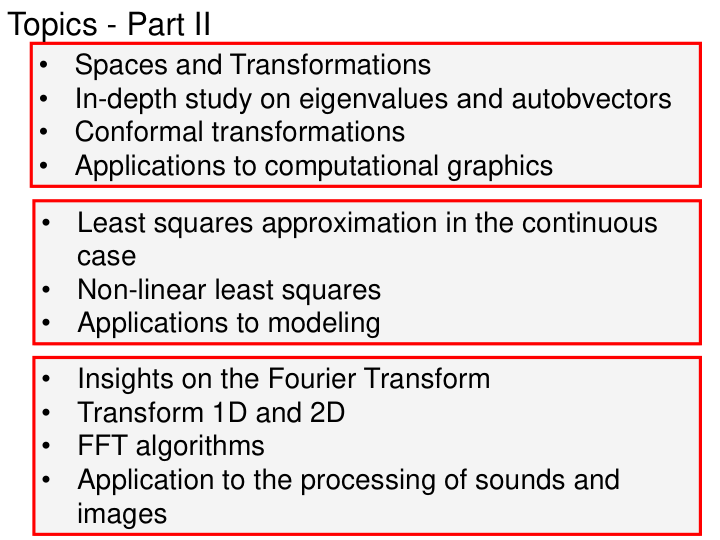 Topics - Part II
• Spaces and Transformations
• In-depth study on eigenvalues and autobvectors
• Conformal transformations
• Applications to computational graphics
• Least squares approximation in the continuous
case
• Non-linear least squares
• Applications to modeling
• Insights on the Fourier Transform
• Transform 1D and 2D
• FFT algorithms
• Application to the processing of sounds and
images